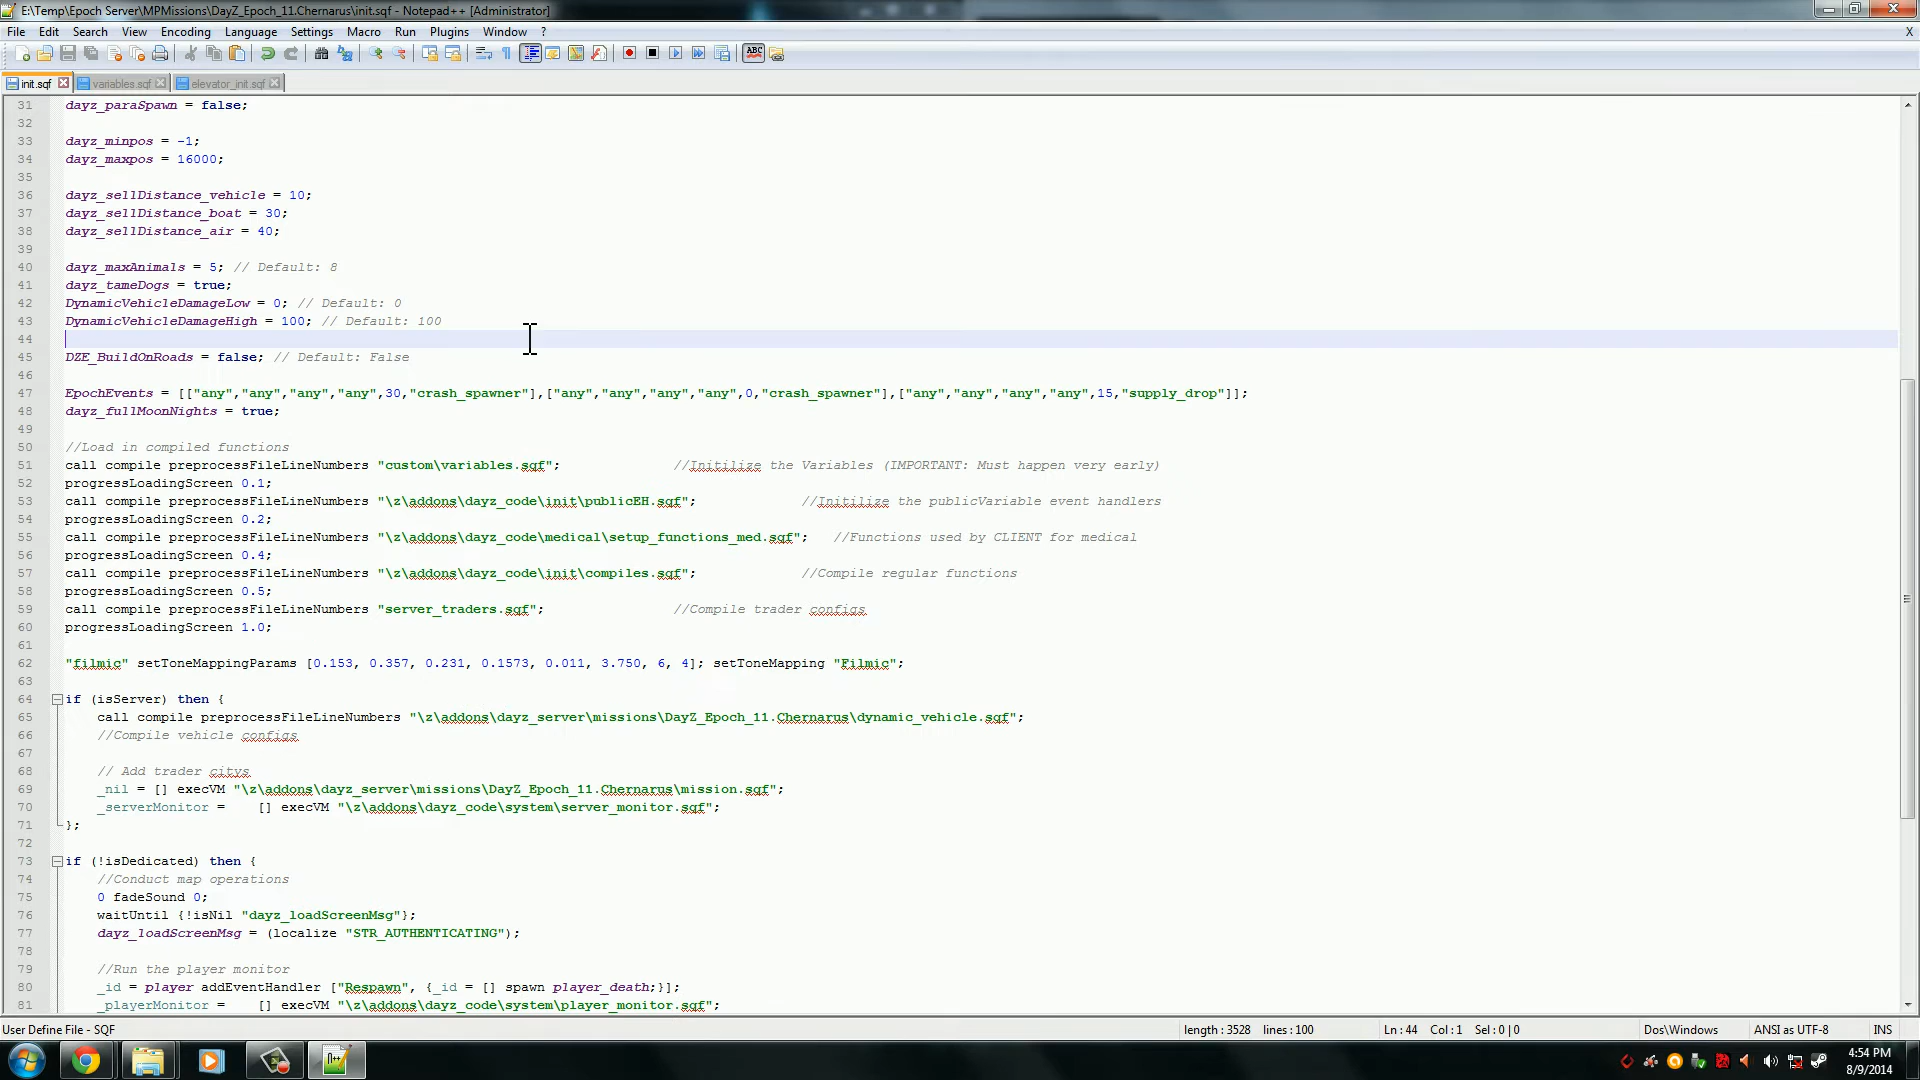 E:\Temp\Epoch Server\MPMissions\DayZ_Epoch_11.Chernarus\init.sqf - Notepad++ [Administrator]
File Edit Search View Encoding Language Settings Macro Run Plugins Window ? X
init.sqf variables.sqf elevator_init.sqf
31 dayz_paraSpawn = false;
32
33 dayz_minpos = -1;
34 dayz_maxpos = 16000;
35
36 dayz_sellDistance_vehicle = 10;
37 dayz_sellDistance_boat = 30;
38 dayz_sellDistance_air = 40;
39
40 dayz_maxAnimals = 5; // Default: 8
41 dayz_tameDogs = true;
42 DynamicVehicleDamageLow = 0; // Default: 0
43 DynamicVehicleDamageHigh = 100; // Default: 100
44
45 DZE_BuildOnRoads = false; // Default: False
46
47 EpochEvents = [["any","any","any","any",30,"crash_spawner"],["any","any","any","any",0,"crash_spawner"],["any","any","any","any",15,"supply_drop"]];
48 dayz_fullMoonNights = true;
49
50 //Load in compiled functions
51 call compile preprocessFileLineNumbers "custom\variables.sqf"; //Initilize the Variables (IMPORTANT: Must happen very early)
52 progressLoadingScreen 0.1;
53 call compile preprocessFileLineNumbers "\z\addons\dayz_code\init\publicEH.sqf"; //Initilize the publicVariable event handlers
54 progressLoadingScreen 0.2;
55 call compile preprocessFileLineNumbers "\z\addons\dayz_code\medical\setup_functions_med.sqf"; //Functions used by CLIENT for medical
56 progressLoadingScreen 0.4;
57 call compile preprocessFileLineNumbers "\z\addons\dayz_code\init\compiles.sqf"; //Compile regular functions
58 progressLoadingScreen 0.5;
59 call compile preprocessFileLineNumbers "server_traders.sqf"; //Compile trader configs
60 progressLoadingScreen 1.0;
61
62 "filmic" setToneMappingParams [0.153, 0.357, 0.231, 0.1573, 0.011, 3.750, 6, 4]; setToneMapping "Filmic";
63
64 if (isServer) then {
65 call compile preprocessFileLineNumbers "\z\addons\dayz_server\missions\DayZ_Epoch_11.Chernarus\dynamic_vehicle.sqf";
66 //Compile vehicle configs
67
68 // Add trader citys
69 _nil = [] execVM "\z\addons\dayz_server\missions\DayZ_Epoch_11.Chernarus\mission.sqf";
70 _serverMonitor = [] execVM "\z\addons\dayz_code\system\server_monitor.sqf";
71 };
72
73 if (!isDedicated) then {
74 //Conduct map operations
75 0 fadeSound 0;
76 waitUntil {!isNil "dayz_loadScreenMsg"};
77 dayz_loadScreenMsg = (localize "STR_AUTHENTICATING");
78
79 //Run the player monitor
80 _id = player addEventHandler ["Respawn", {_id = [] spawn player_death;}];
81 _playerMonitor = [] execVM "\z\addons\dayz_code\system\player_monitor.sqf";
User Define File - SQF length : 3528 lines : 100 Ln : 44 Col : 1 Sel : 0 | 0 Dos\Windows ANSI as UTF-8 INS
4:54 PM
8/9/2014